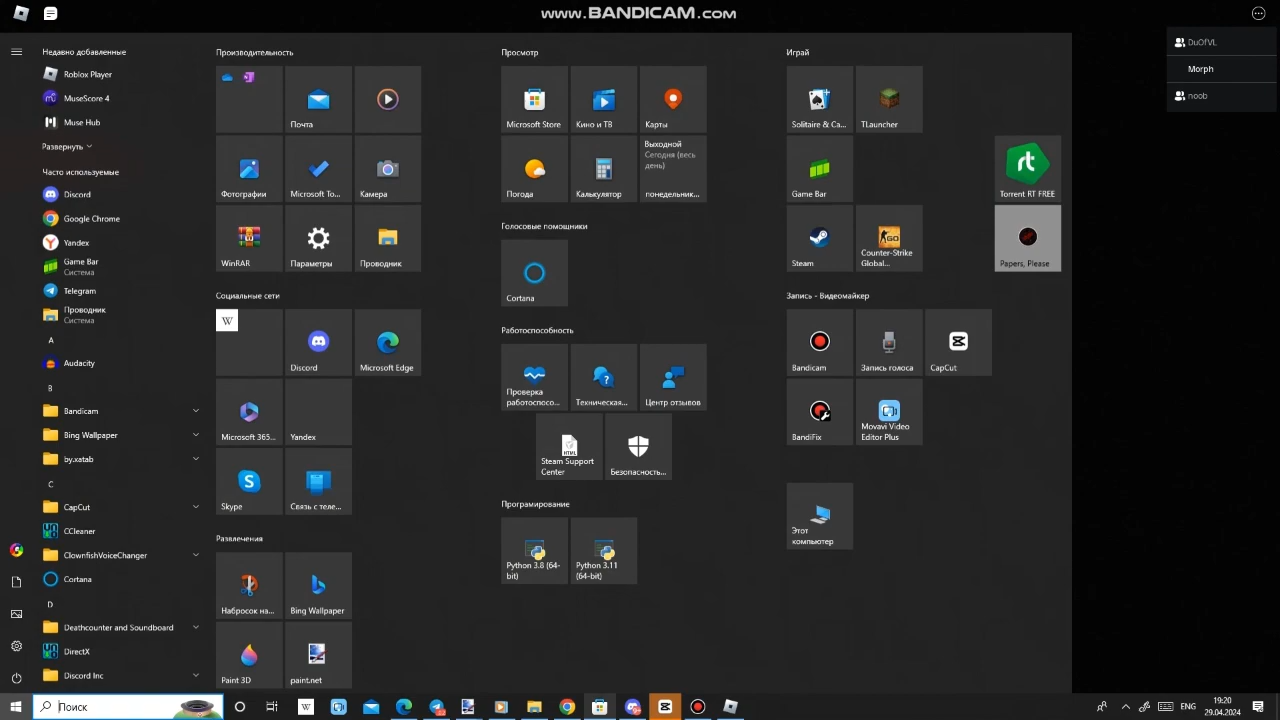 www.BANDICAM.com
DuOfVL
Morph
noob
Недавно добавленные
Roblox Player
MuseScore 4
Muse Hub
Развернуть
Часто используемые
Discord
Google Chrome
Yandex
Game Bar
Система
Telegram
Проводник
Система
A
Audacity
B
Bandicam
Bing Wallpaper
by.xatab
C
CapCut
CCleaner
ClownfishVoiceChanger
Cortana
D
Deathcounter and Soundboard
DirectX
Discord Inc
Производительность
Почта
Фотографии
Microsoft To...
Камера
WinRAR
Параметры
Проводник
Социальные сети
W
Discord
Microsoft Edge
Microsoft 365...
Yandex
Skype
Связь с теле...
Развлечения
Набросок на...
Bing Wallpaper
Paint 3D
paint.net
Просмотр
Microsoft Store
Кино и ТВ
Карты
Погода
Калькулятор
Выходной
Сегодня (весь
день)
понедельник...
Голосовые помощники
Cortana
Работоспособность
Проверка
работоспосо...
Техническая...
Центр отзывов
HTML
Steam Support
Center
Безопасность...
Програмирование
Python 3.8 (64-
bit)
Python 3.11
(64-bit)
Играй
Solitaire & Ca...
TLauncher
Game Bar
Steam
GO
Counter-Strike
Global...
rt
Torrent RT FREE
Papers, Please
Запись - Видеомайкер
Bandicam
Запись голоса
CapCut
BandiFix
Movavi Video
Editor Plus
Этот
компьютер
Поиск
W
ENG
19:20
29.04.2024